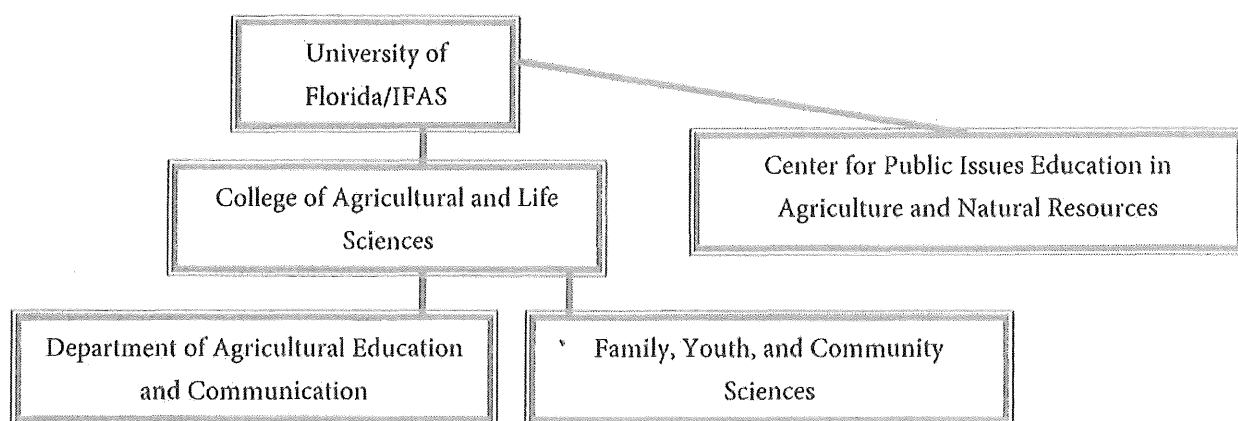 University of
Florida/IFAS
Center for Public Issues Education in
Agriculture and Natural Resources
College of Agricultural and Life
Sciences
Department of Agricultural Education
and Communication
Family, Youth, and Community
Sciences